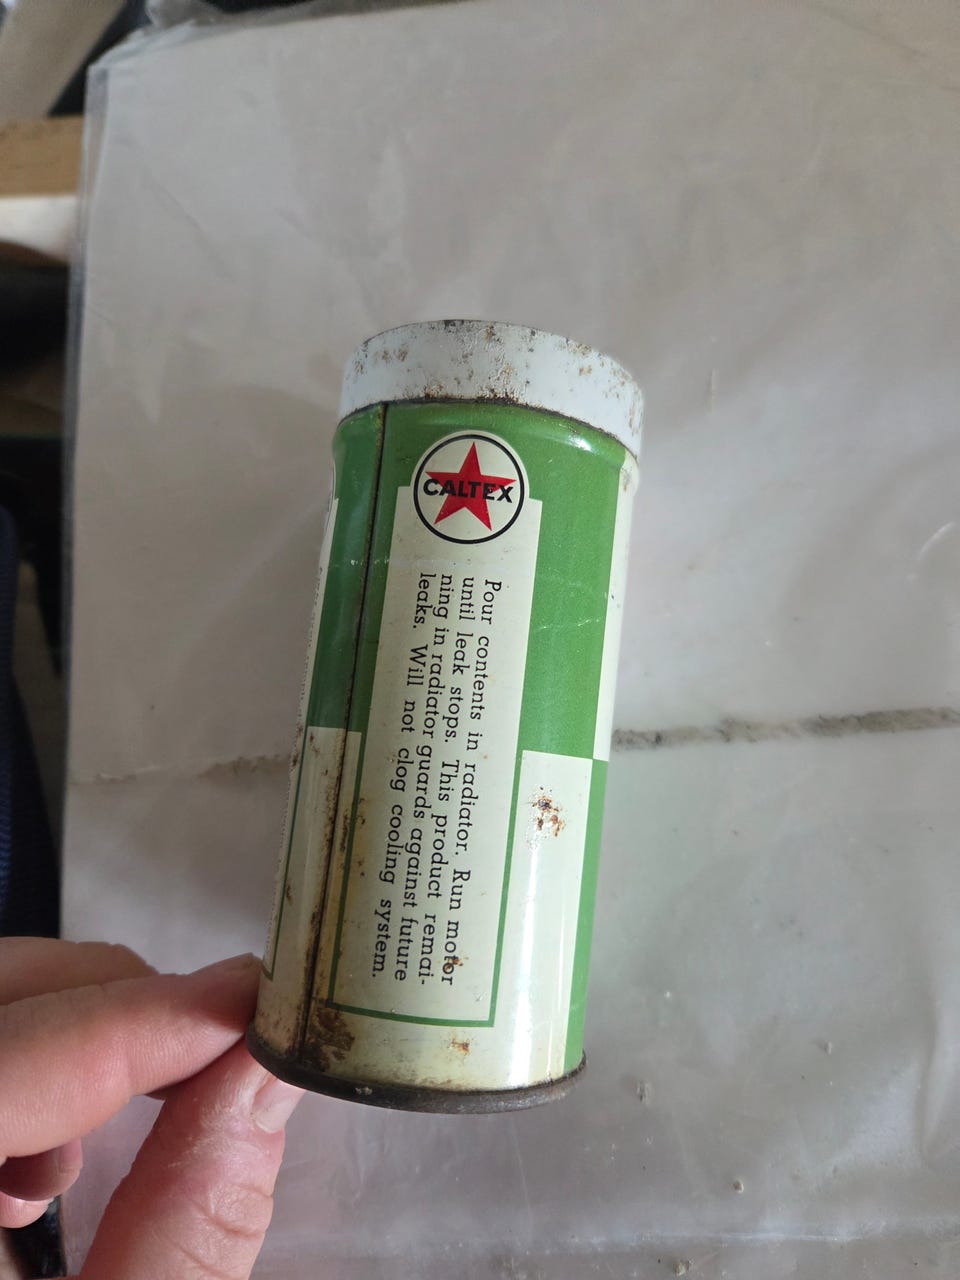 CALTEX
Pour contents in radiator. Run motor
until leak stops. This product remai-
ning in radiator guards against future
leaks. Will not clog cooling system.